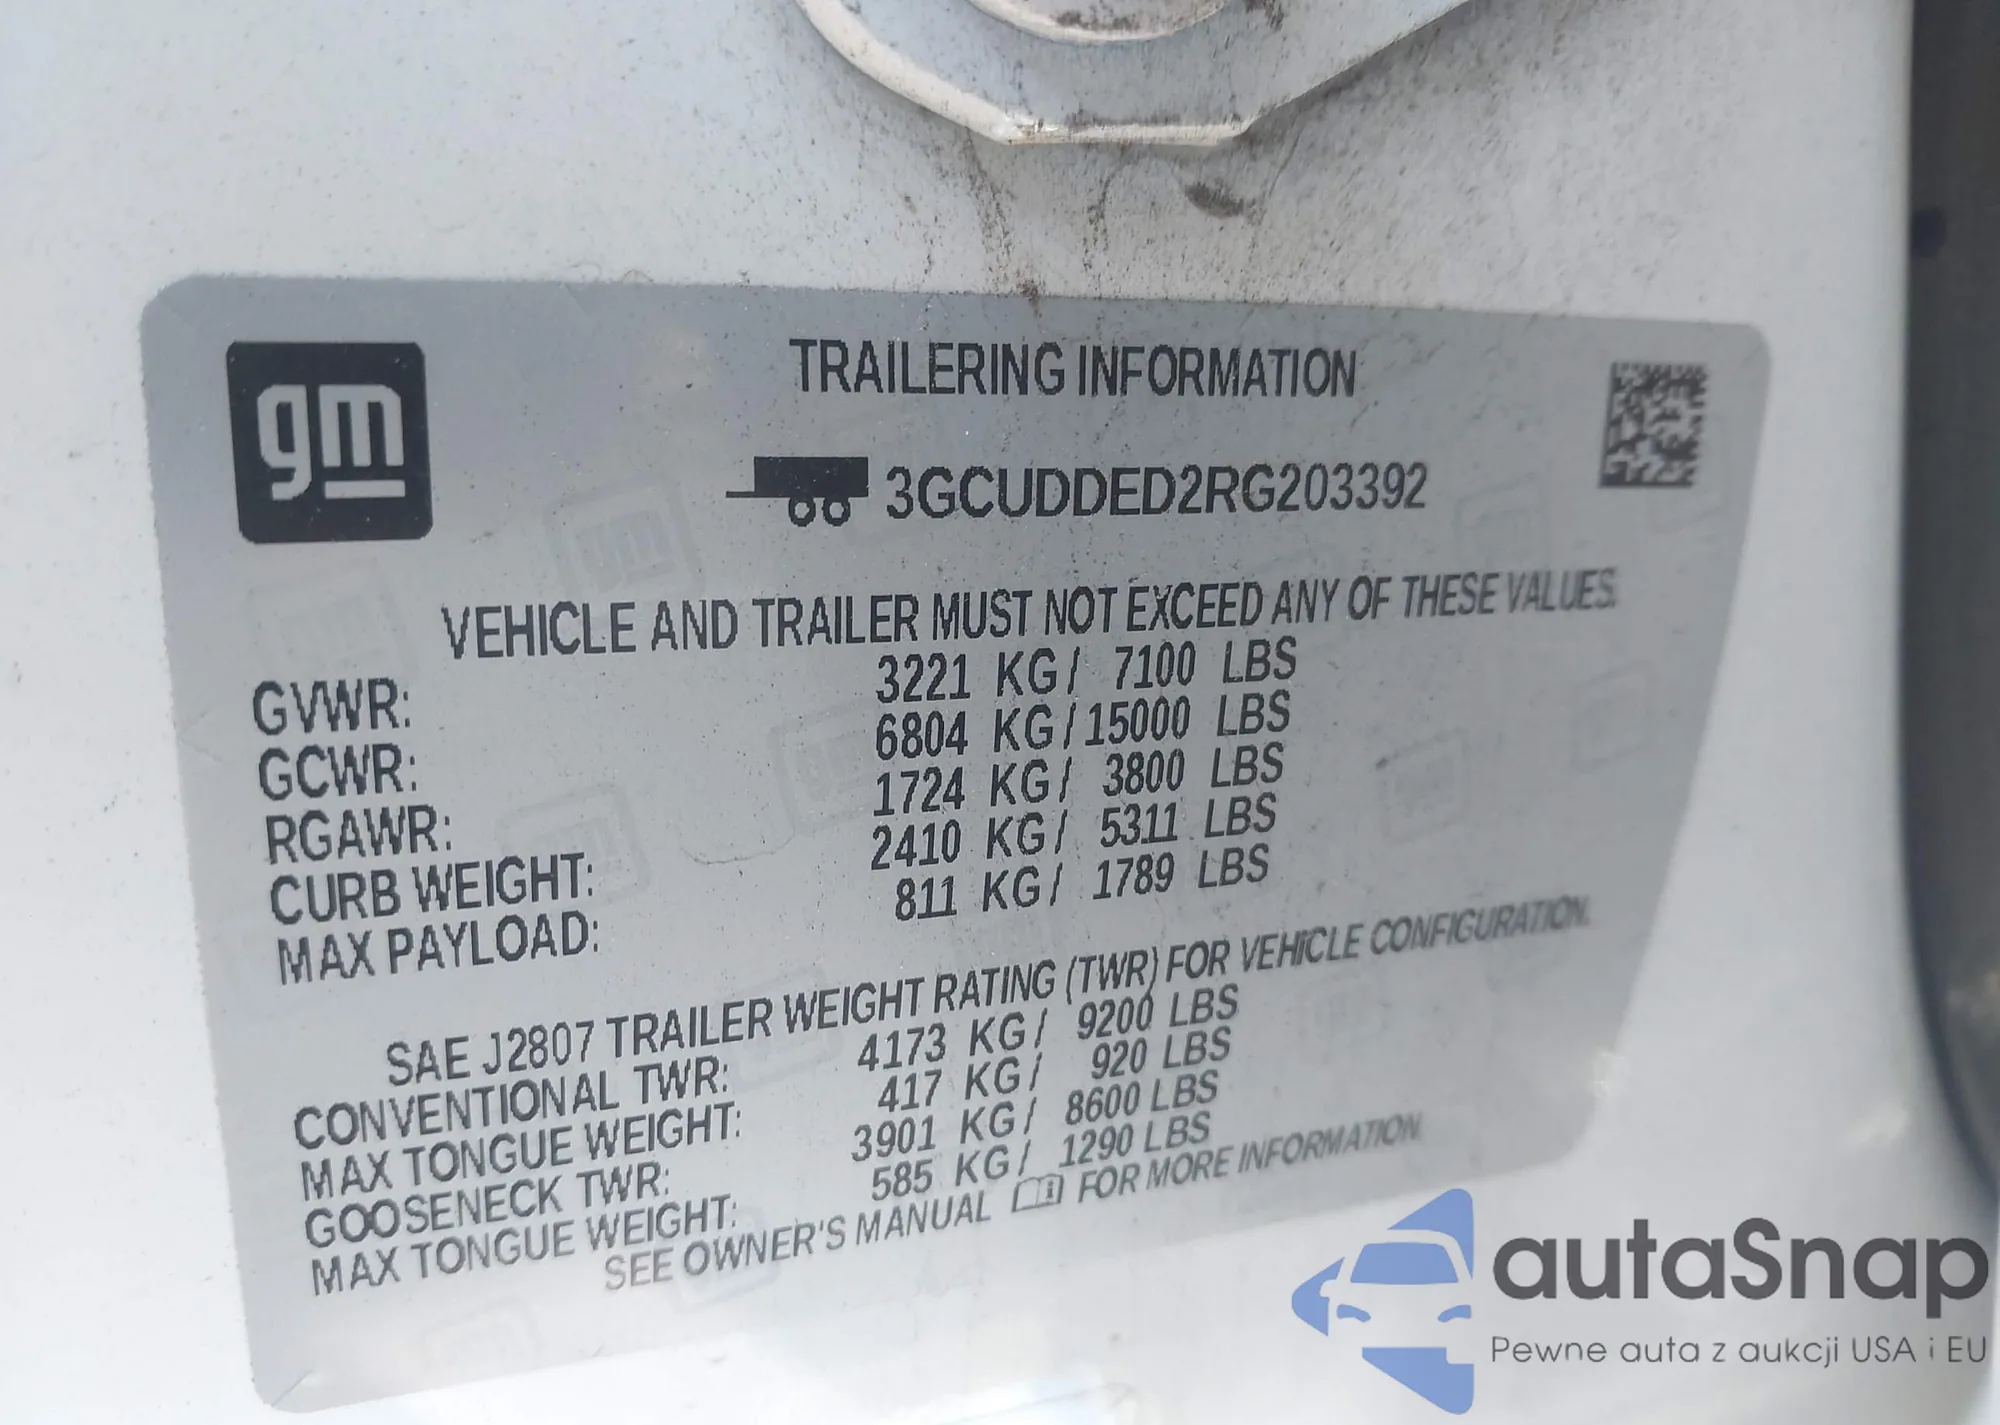 gm
TRAILERING INFORMATION
3GCUDDED2RG203392
VEHICLE AND TRAILER MUST NOT EXCEED ANY OF THESE VALUES.
GVWR: 3221 KG/ 7100 LBS
GCWR: 6804 KG/15000 LBS
RGAWR: 1724 KG/ 3800 LBS
CURB WEIGHT: 2410 KG/ 5311 LBS
MAX PAYLOAD: 811 KG/ 1789 LBS
SAE J2807 TRAILER WEIGHT RATING (TWR) FOR VEHICLE CONFIGURATION.
CONVENTIONAL TWR: 4173 KG/ 9200 LBS
MAX TONGUE WEIGHT: 417 KG/ 920 LBS
GOOSENECK TWR: 3901 KG/ 8600 LBS
MAX TONGUE WEIGHT: 585 KG/ 1290 LBS
SEE OWNER'S MANUAL FOR MORE INFORMATION.
autaSnap
Pewne auta z aukcji USA i EU